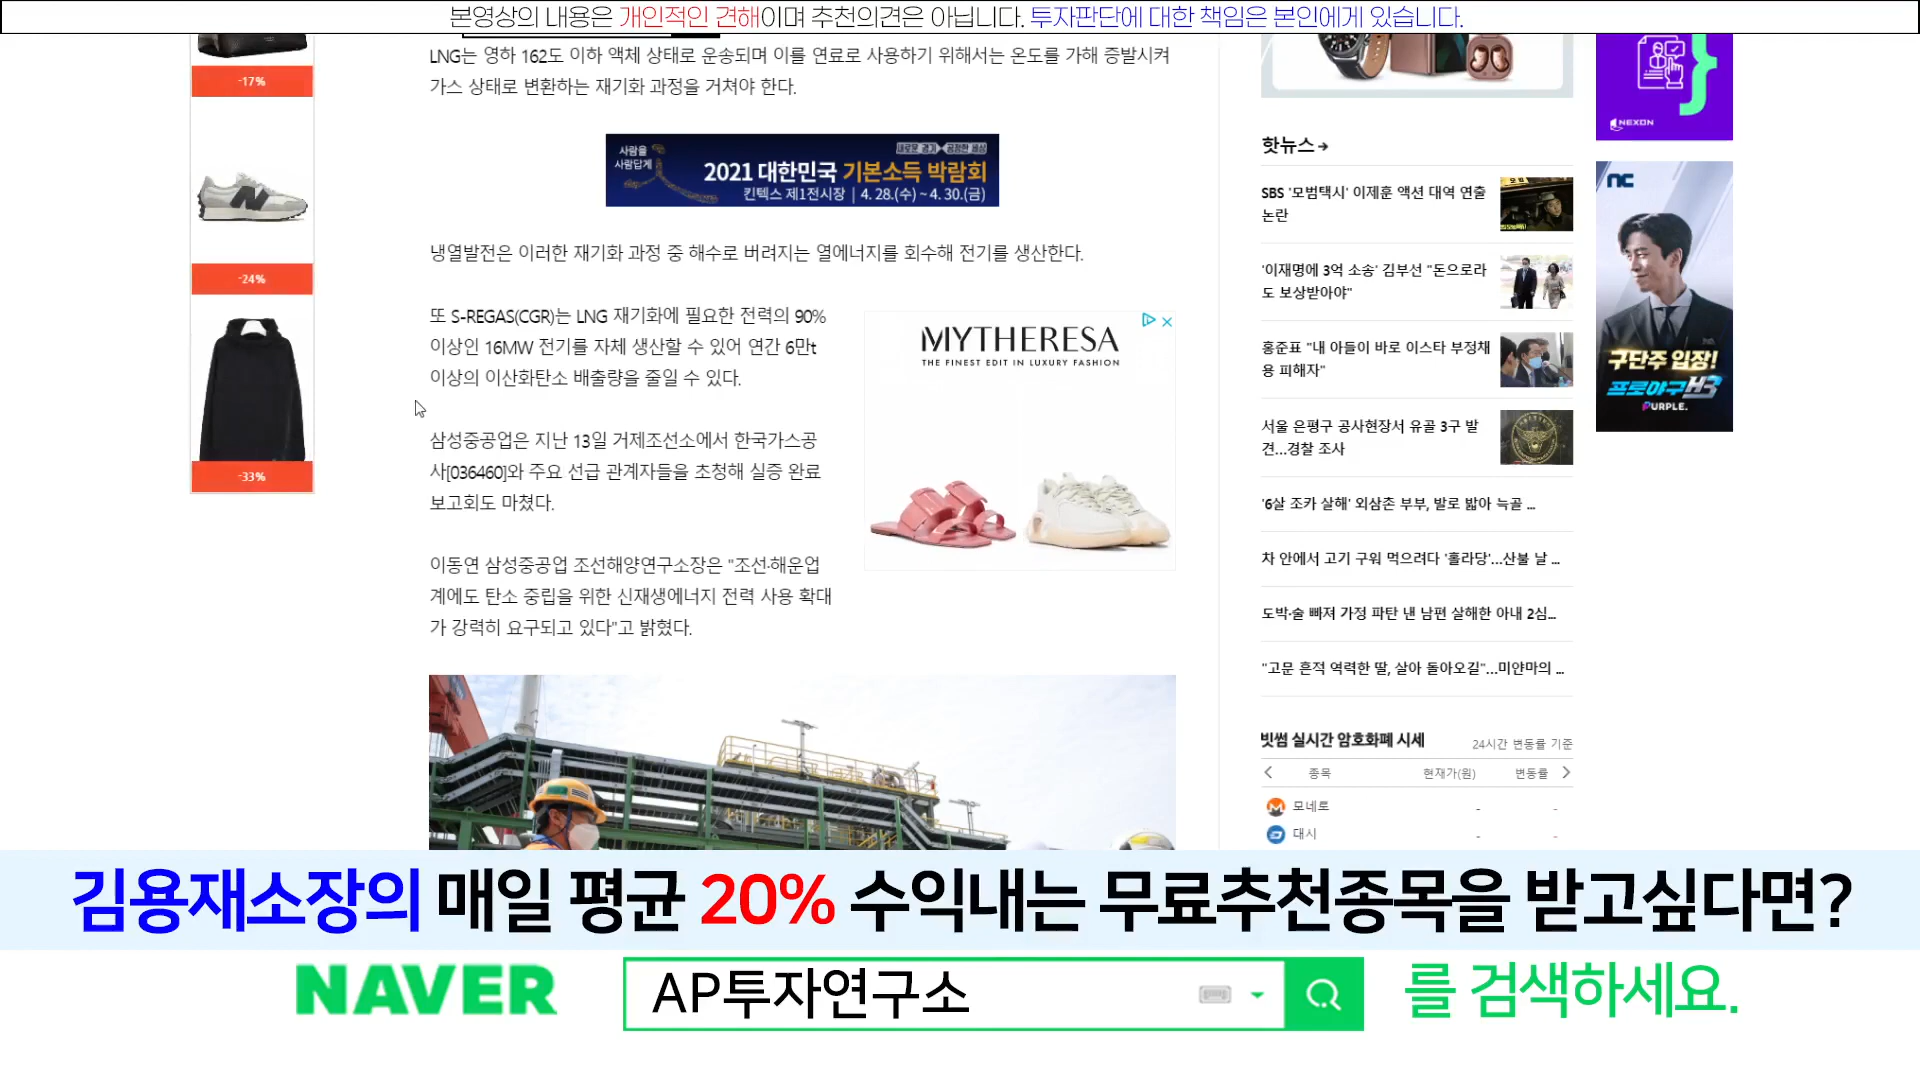 본영상의 내용은 개인적인 견해이며 추천의견은 아닙니다. 투자판단에 대한 책임은 본인에게 있습니다.
-17%
-24%
-33%
LNG는 영하 162도 이하 액체 상태로 운송되며 이를 연료로 사용하기 위해서는 온도를 가해 증발시켜
가스 상태로 변환하는 재기화 과정을 거쳐야 한다.
사람을
사람답게
새로운 경기 공정한 세상
2021 대한민국 기본소득 박람회
킨텍스 제1전시장 | 4. 28.(수) ~ 4. 30.(금)
냉열발전은 이러한 재기화 과정 중 해수로 버려지는 열에너지를 회수해 전기를 생산한다.
또 S-REGAS(CGR)는 LNG 재기화에 필요한 전력의 90%
이상인 16MW 전기를 자체 생산할 수 있어 연간 6만t
이상의 이산화탄소 배출량을 줄일 수 있다.
삼성중공업은 지난 13일 거제조선소에서 한국가스공
사[036460]와 주요 선급 관계자들을 초청해 실증 완료
보고회도 마쳤다.
이동연 삼성중공업 조선해양연구소장은 "조선·해운업
계에도 탄소 중립을 위한 신재생에너지 전력 사용 확대
가 강력히 요구되고 있다"고 밝혔다.
MYTHERESA
THE FINEST EDIT IN LUXURY FASHION
핫뉴스
SBS '모범택시' 이제훈 액션 대역 연출
논란
'이재명에 3억 소송' 김부선 "돈으로라
도 보상받아야"
홍준표 "내 아들이 바로 이스타 부정채
용 피해자"
서울 은평구 공사현장서 유골 3구 발
견...경찰 조사
'6살 조카 살해' 외삼촌 부부, 발로 밟아 늑골 ...
차 안에서 고기 구워 먹으려다 '홀라당'...산불 날 ...
도박·술 빠져 가정 파탄 낸 남편 살해한 아내 2심...
"고문 흔적 역력한 딸, 살아 돌아오길"...미얀마의 ...
빗썸 실시간 암호화폐 시세
24시간 변동률 기준
종목 현재가(원) 변동률
모네로 - -
대시 - -
NEXON
NC
구단주 입장!
프로야구 H3
PURPLE.
김용재소장의 매일 평균 20% 수익내는 무료추천종목을 받고싶다면?
NAVER AP투자연구소 를 검색하세요.